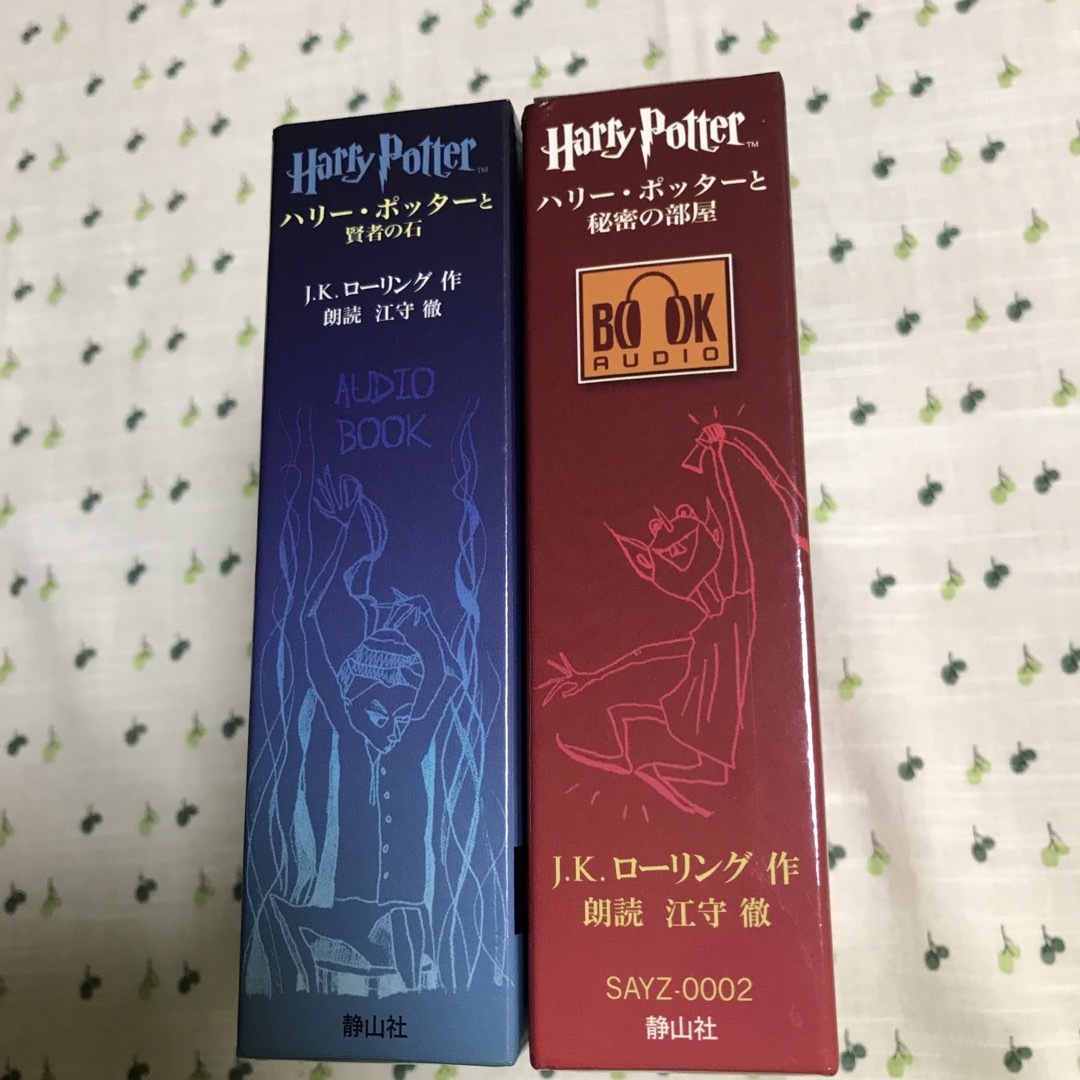 Harry Potter™
ハリー・ポッターと
賢者の石
J.K.ローリング 作
朗読 江守 徹
AUDIO
BOOK
静山社
Harry Potter™
ハリー・ポッターと
秘密の部屋
BOOK
AUDIO
J.K.ローリング 作
朗読 江守 徹
SAYZ-0002
静山社